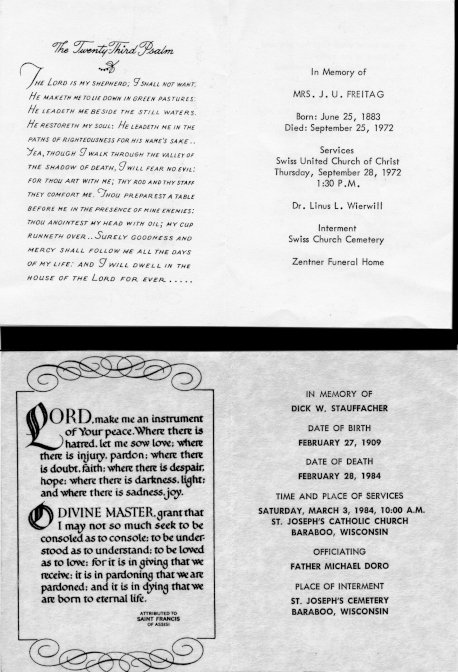 The Twenty Third Psalm
THE LORD IS MY SHEPHERD; I SHALL NOT WANT.
HE MAKETH ME TO LIE DOWN IN GREEN PASTURES:
HE LEADETH ME BESIDE THE STILL WATERS.
HE RESTORETH MY SOUL: HE LEADETH ME IN THE
PATHS OF RIGHTEOUSNESS FOR HIS NAME'S SAKE..
YEA, THOUGH I WALK THROUGH THE VALLEY OF
THE SHADOW OF DEATH, I WILL FEAR NO EVIL:
FOR THOU ART WITH ME; THY ROD AND THY STAFF
THEY COMFORT ME. THOU PREPAREST A TABLE
BEFORE ME IN THE PRESENCE OF MINE ENEMIES:
THOU ANOINTEST MY HEAD WITH OIL; MY CUP
RUNNETH OVER...SURELY GOODNESS AND
MERCY SHALL FOLLOW ME ALL THE DAYS
OF MY LIFE: AND I WILL DWELL IN THE
HOUSE OF THE LORD FOR EVER.....
In Memory of
MRS. J. U. FREITAG
Born: June 25, 1883
Died: September 25, 1972
Services
Swiss United Church of Christ
Thursday, September 28, 1972
1:30 P.M.
Dr. Linus L. Wierwill
Interment
Swiss Church Cemetery
Zentner Funeral Home
LORD, make me an instrument
of Your peace. Where there is
hatred, let me sow love; where
there is injury, pardon; where there
is doubt, faith; where there is despair,
hope; where there is darkness, light;
and where there is sadness, joy.
O DIVINE MASTER, grant that
I may not so much seek to be
consoled as to console; to be under-
stood as to understand; to be loved
as to love; for it is in giving that we
receive; it is in pardoning that we are
pardoned; and it is in dying that we
are born to eternal life.
ATTRIBUTED TO
SAINT FRANCIS
OF ASSISI
IN MEMORY OF
DICK W. STAUFFACHER
DATE OF BIRTH
FEBRUARY 27, 1909
DATE OF DEATH
FEBRUARY 28, 1984
TIME AND PLACE OF SERVICES
SATURDAY, MARCH 3, 1984, 10:00 A.M.
ST. JOSEPH'S CATHOLIC CHURCH
BARABOO, WISCONSIN
OFFICIATING
FATHER MICHAEL DORO
PLACE OF INTERMENT
ST. JOSEPH'S CEMETERY
BARABOO, WISCONSIN